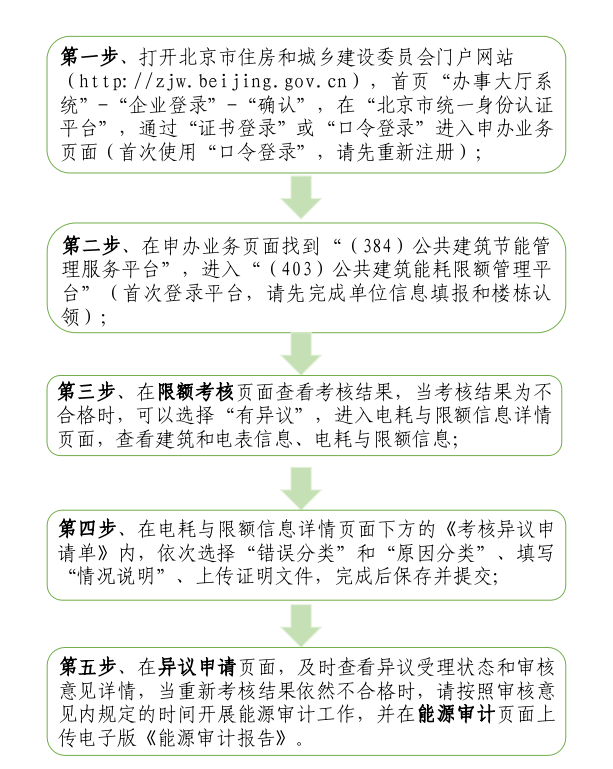 第一步、打开北京市住房和城乡建设委员会门户网站
（http://zjw.beijing.gov.cn），首页“办事大厅系
统”-“企业登录”-“确认”，在“北京市统一身份认证
平台”，通过“证书登录”或“口令登录”进入申办业务
页面（首次使用“口令登录”，请先重新注册）；
第二步、在申办业务页面找到“（384）公共建筑节能管
理服务平台”，进入“（403）公共建筑能耗限额管理平
台”（首次登录平台，请先完成单位信息填报和楼栋认
领）；
第三步、在限额考核页面查看考核结果，当考核结果为不
合格时，可以选择“有异议”，进入电耗与限额信息详情
页面，查看建筑和电表信息、电耗与限额信息；
第四步、在电耗与限额信息详情页面下方的《考核异议申
请单》内，依次选择“错误分类”和“原因分类”、填写
“情况说明”、上传证明文件，完成后保存并提交；
第五步、在异议申请页面，及时查看异议受理状态和审核
意见详情，当重新考核结果依然不合格时，请按照审核意
见内规定的时间开展能源审计工作，并在能源审计页面上
传电子版《能源审计报告》。